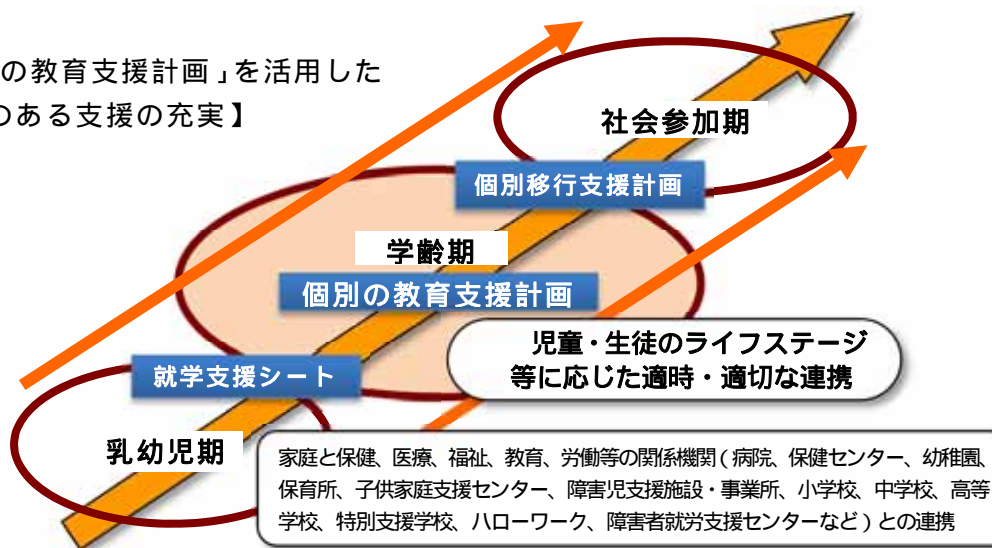 の教育支援計画」を活用した
のある支援の充実】
社会参加期
個別移行支援計画
学齢期
個別の教育支援計画
児童・生徒のライフステージ
等に応じた適時・適切な連携
就学支援シート
乳幼児期
家庭と保健、医療、福祉、教育、労働等の関係機関(病院、保健センター、幼稚園、
保育所、子供家庭支援センター、障害児支援施設・事業所、小学校、中学校、高等
学校、特別支援学校、ハローワーク、障害者就労支援センターなど)との連携